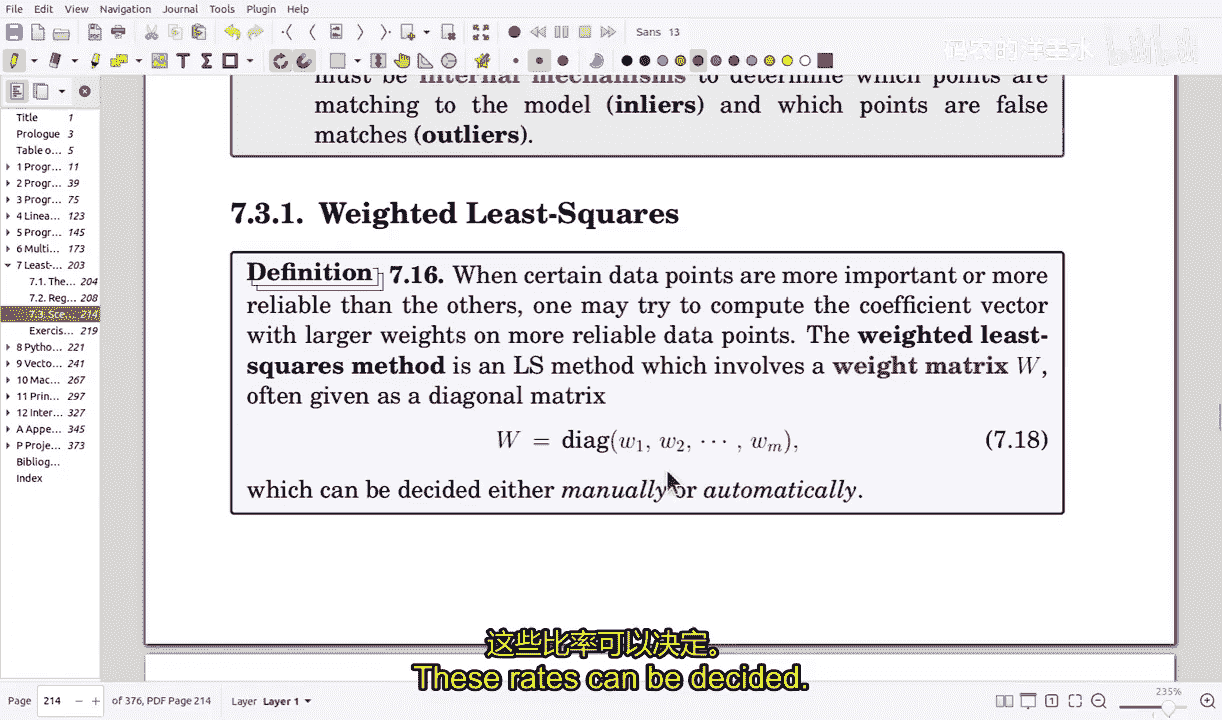 File Edit View Navigation Journal Tools Plugin Help
Sans 13
Title 1
Prologue 3
Table o... 5
1 Progr... 11
2 Progr... 39
3 Progr... 75
4 Linea... 123
5 Progr... 145
6 Multi... 173
7 Least-... 203
7.1. The... 204
7.2. Reg... 208
7.3. Sce... 214
Exercis... 219
8 Pytho... 221
9 Vecto... 241
10 Mac... 267
11 Prin... 297
12 Inter... 327
A Appe... 345
P Proje... 373
Bibliog...
Index
must be internal mechanisms to determine which points are
matching to the model (inliers) and which points are false
matches (outliers).
7.3.1. Weighted Least-Squares
Definition 7.16. When certain data points are more important or more
reliable than the others, one may try to compute the coefficient vector
with larger weights on more reliable data points. The weighted least-
squares method is an LS method which involves a weight matrix W,
often given as a diagonal matrix
W = diag(w1, w2, ⋯ , wm), (7.18)
which can be decided either manually or automatically.
这些比率可以决定。
These rates can be decided.
Page 214 of 376, PDF Page 214 Layer Layer 1 235%